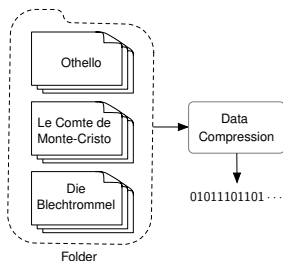 Othello
Le Comte de
Monte-Cristo
Die
Blechtrommel
Folder
Data
Compression
01011101101···